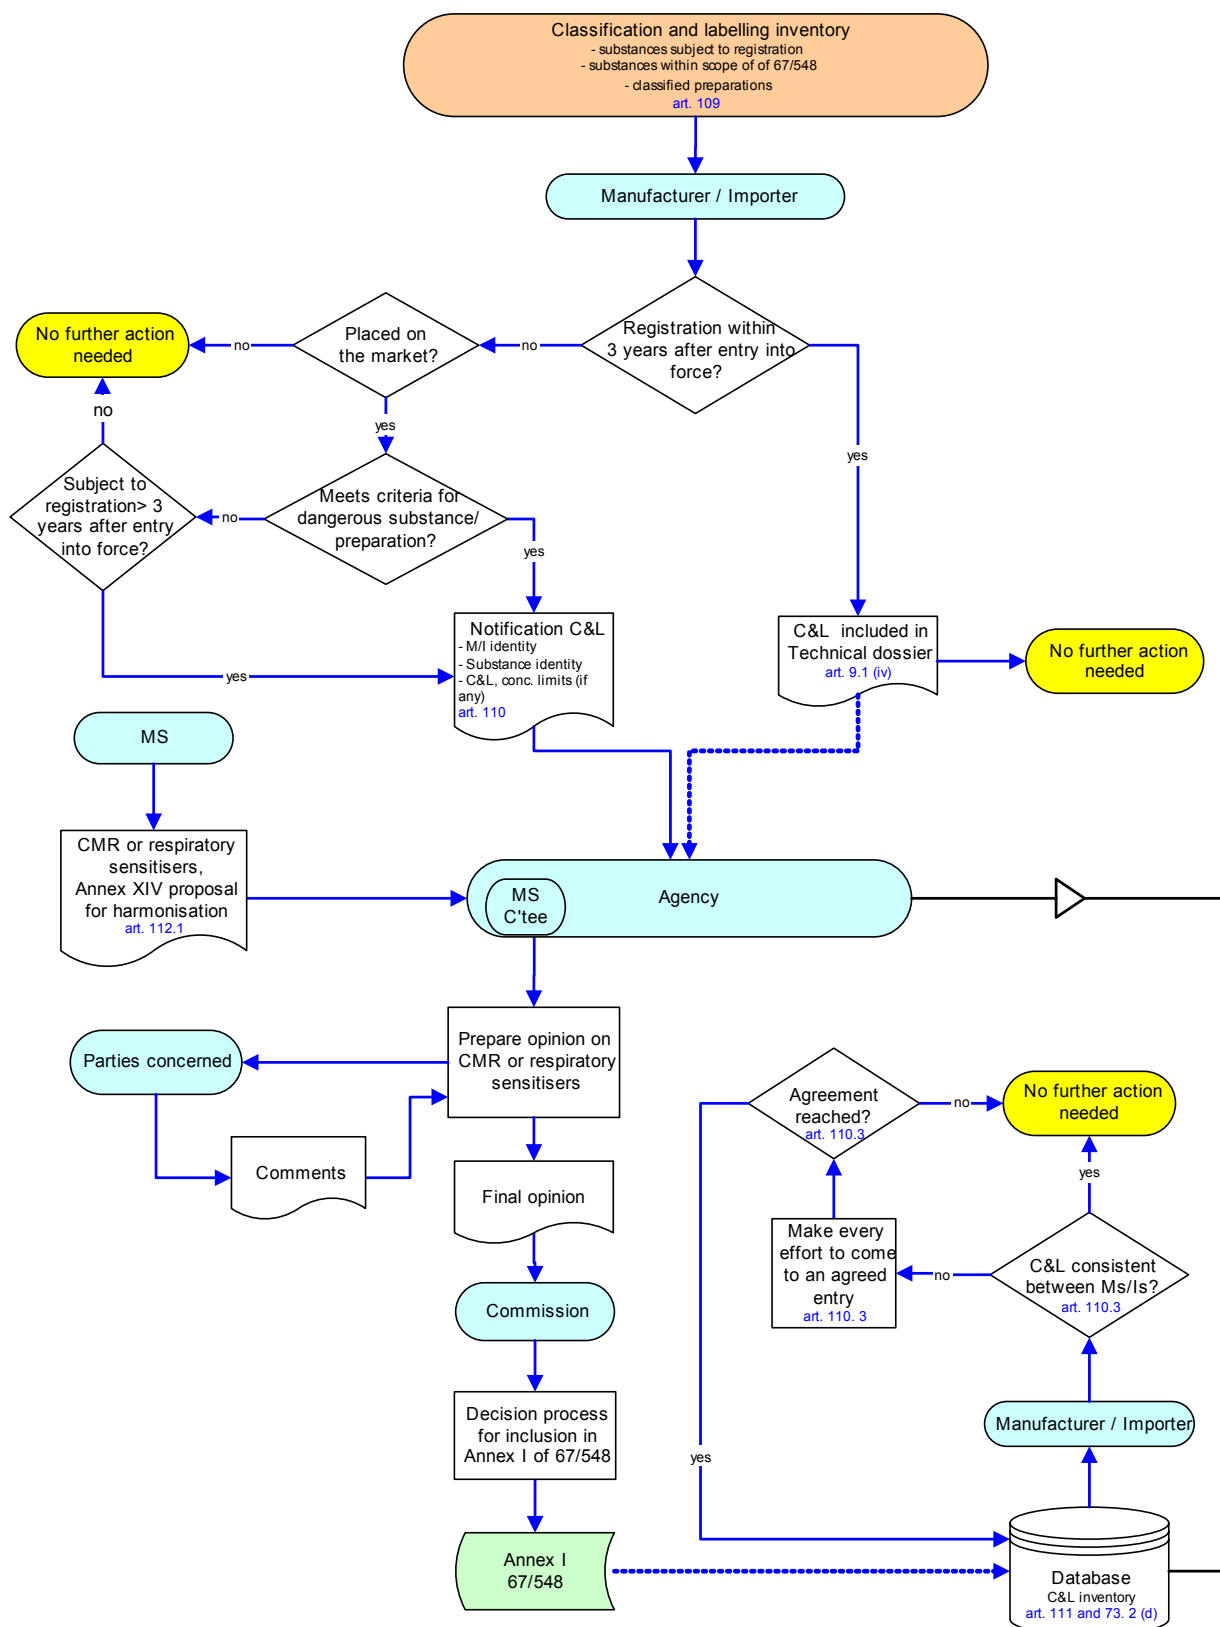 Classification and labelling inventory
- substances subject to registration
- substances within scope of of 67/548
- classified preparations
art. 109
Manufacturer / Importer
No further action
needed
no
Placed on
the market?
no
Registration within
3 years after entry into
force?
no
yes
yes
Subject to
registration> 3
years after entry
into force?
no
Meets criteria for
dangerous substance/
preparation?
yes
yes
Notification C&L
- M/I identity
- Substance identity
- C&L, conc. limits (if
any)
art. 110
C&L included in
Technical dossier
art. 9.1 (iv)
No further action
needed
MS
CMR or respiratory
sensitisers,
Annex XIV proposal
for harmonisation
art. 112.1
MS
C'tee
Agency
Parties concerned
Prepare opinion on
CMR or respiratory
sensitisers
Comments
Final opinion
Agreement
reached?
art. 110.3
no
No further action
needed
yes
Make every
effort to come
to an agreed
entry
art. 110. 3
no
C&L consistent
between Ms/Is?
art. 110.3
Commission
Decision process
for inclusion in
Annex I of 67/548
Manufacturer / Importer
yes
Annex I
67/548
Database
C&L inventory
art. 111 and 73. 2 (d)